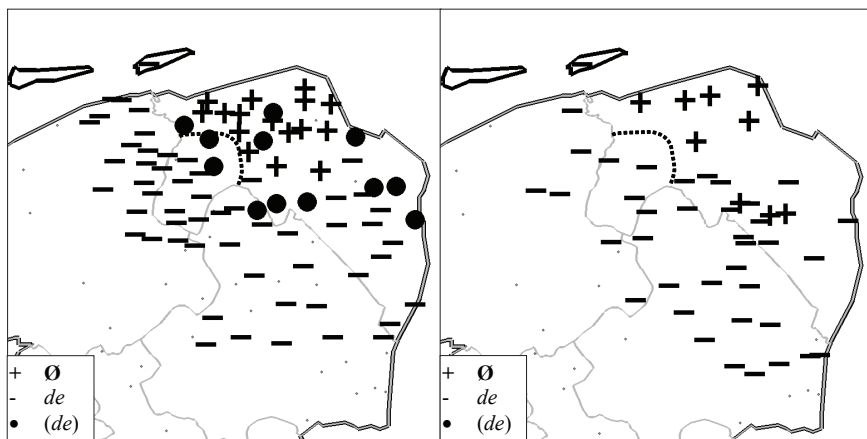 + Ø
- de
● (de)
+ Ø
- de
● (de)